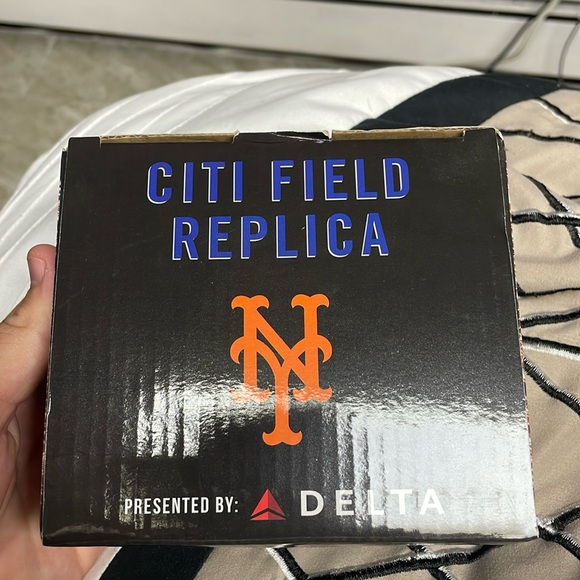 CITI FIELD
REPLICA
NY
PRESENTED BY: DELTA